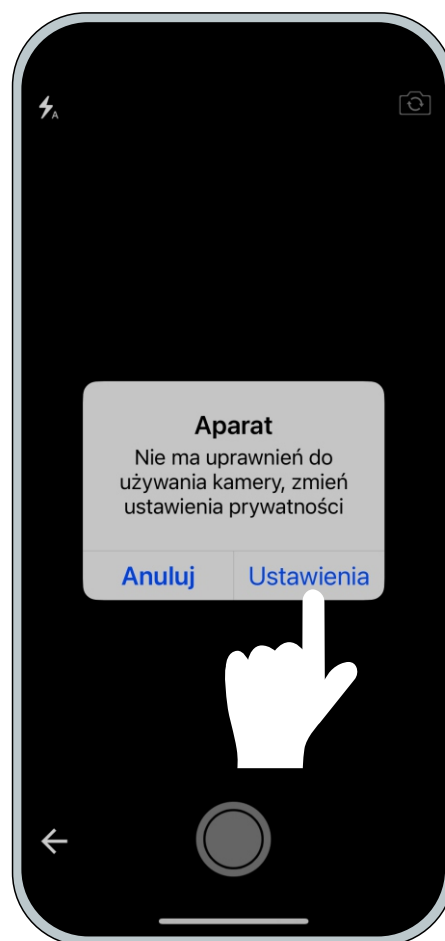 A
Aparat
Nie ma uprawnień do
używania kamery, zmień
ustawienia prywatności
Anuluj Ustawienia